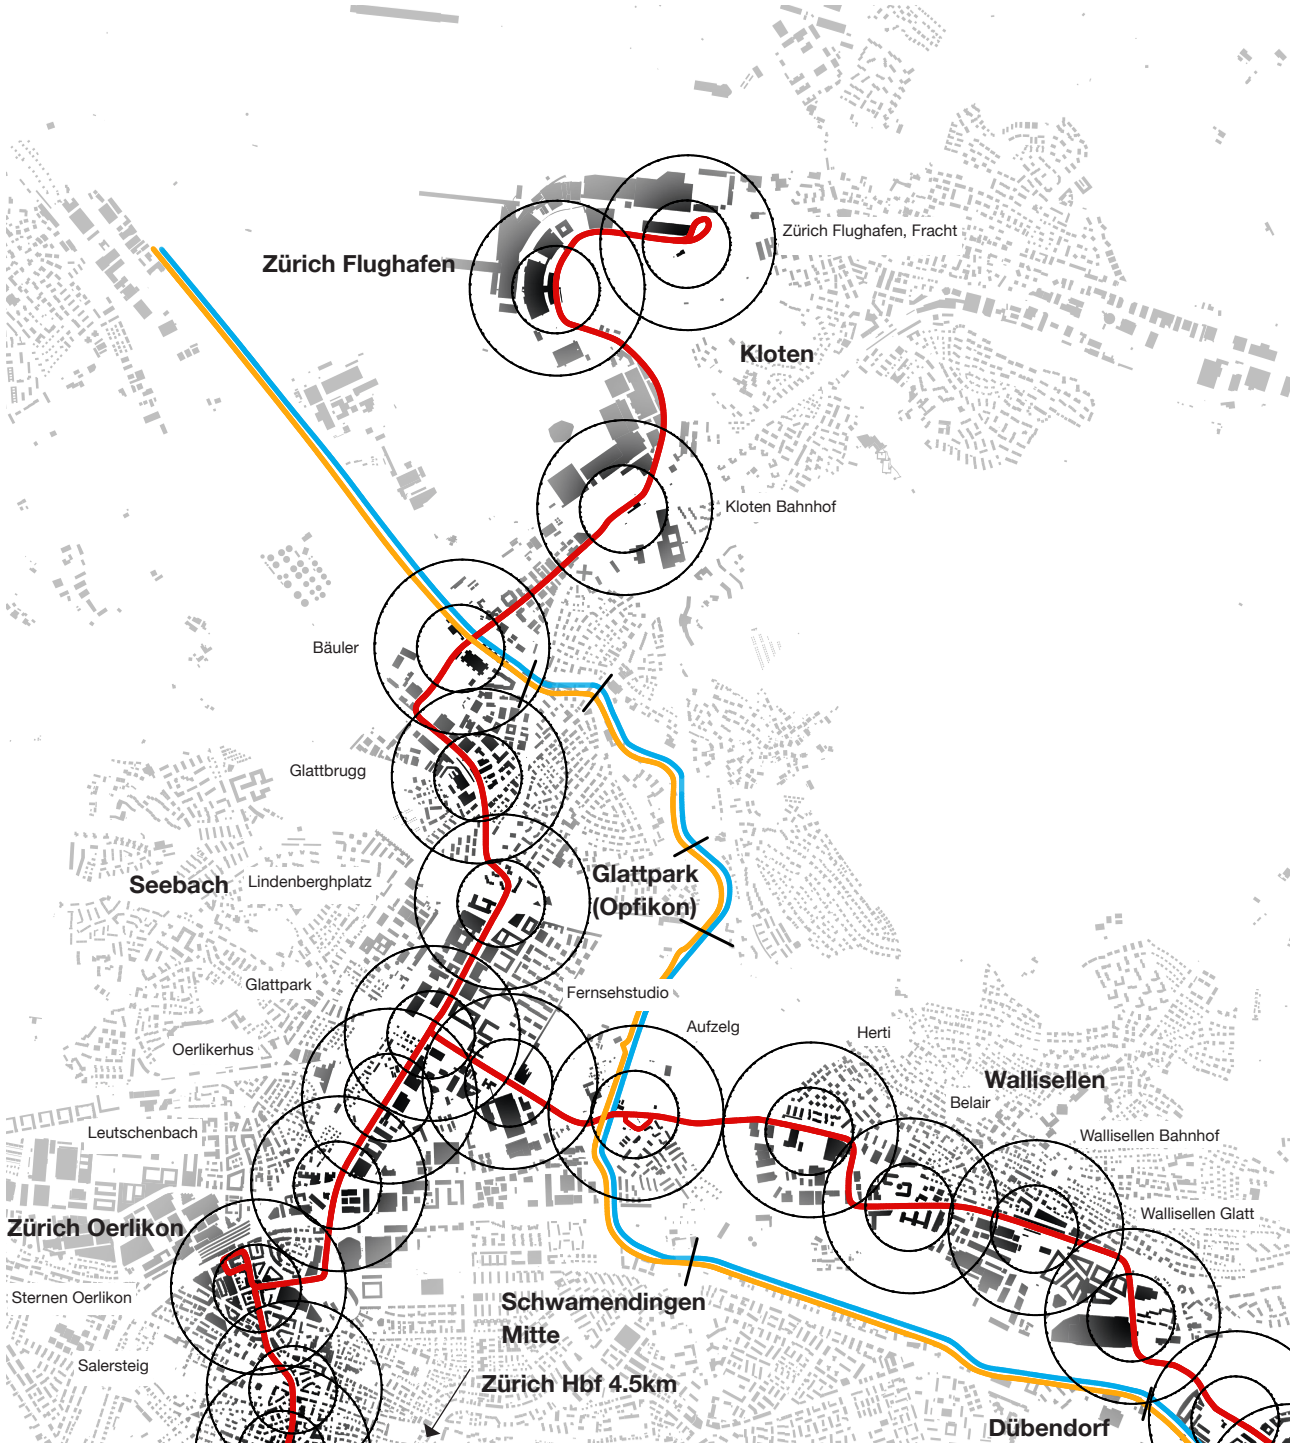 Zürich Flughafen, Fracht
Zürich Flughafen
Kloten
Kloten Bahnhof
Bäuler
Glattbrugg
Glattpark
(Opfikon)
Seebach
Lindenberghplatz
Glattpark
Fernsehstudio
Aufzelg
Herti
Oerlikerhus
Wallisellen
Belair
Leutschenbach
Wallisellen Bahnhof
Wallisellen Glatt
Zürich Oerlikon
Sternen Oerlikon
Schwamendingen
Mitte
Salersteig
Zürich Hbf 4.5km
Dübendorf